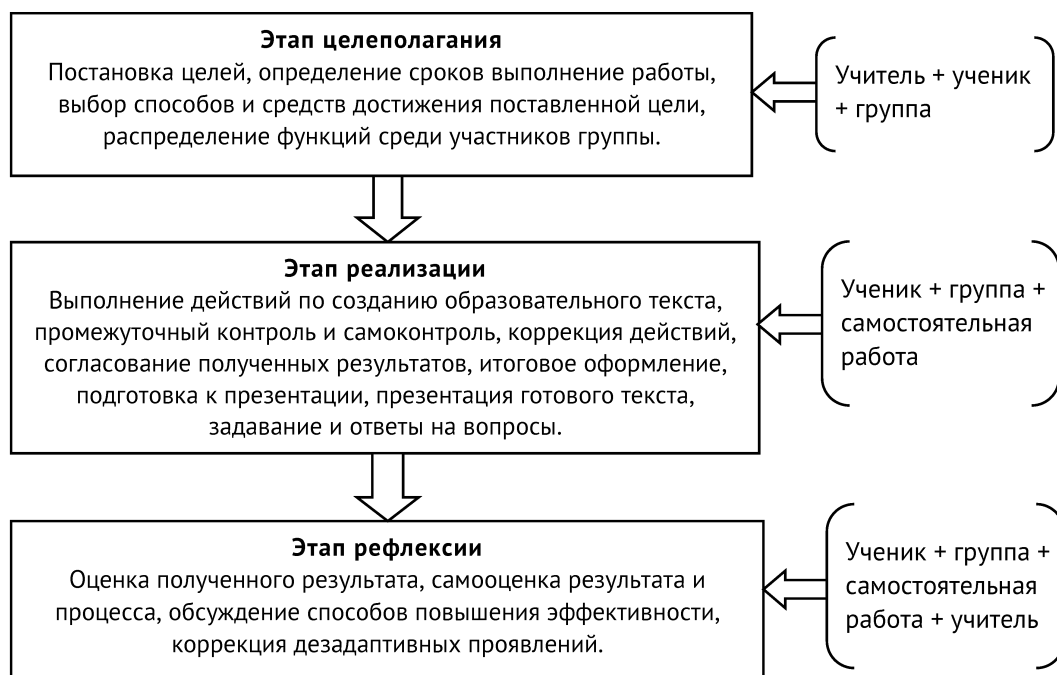 Этап целеполагания
Постановка целей, определение сроков выполнение работы,
выбор способов и средств достижения поставленной цели,
распределение функций среди участников группы.
Учитель + ученик
+ группа
Этап реализации
Выполнение действий по созданию образовательного текста,
промежуточный контроль и самоконтроль, коррекция действий,
согласование полученных результатов, итоговое оформление,
подготовка к презентации, презентация готового текста,
задавание и ответы на вопросы.
Ученик + группа +
самостоятельная
работа
Этап рефлексии
Оценка полученного результата, самооценка результата и
процесса, обсуждение способов повышения эффективности,
коррекция дезадаптивных проявлений.
Ученик + группа +
самостоятельная
работа + учитель